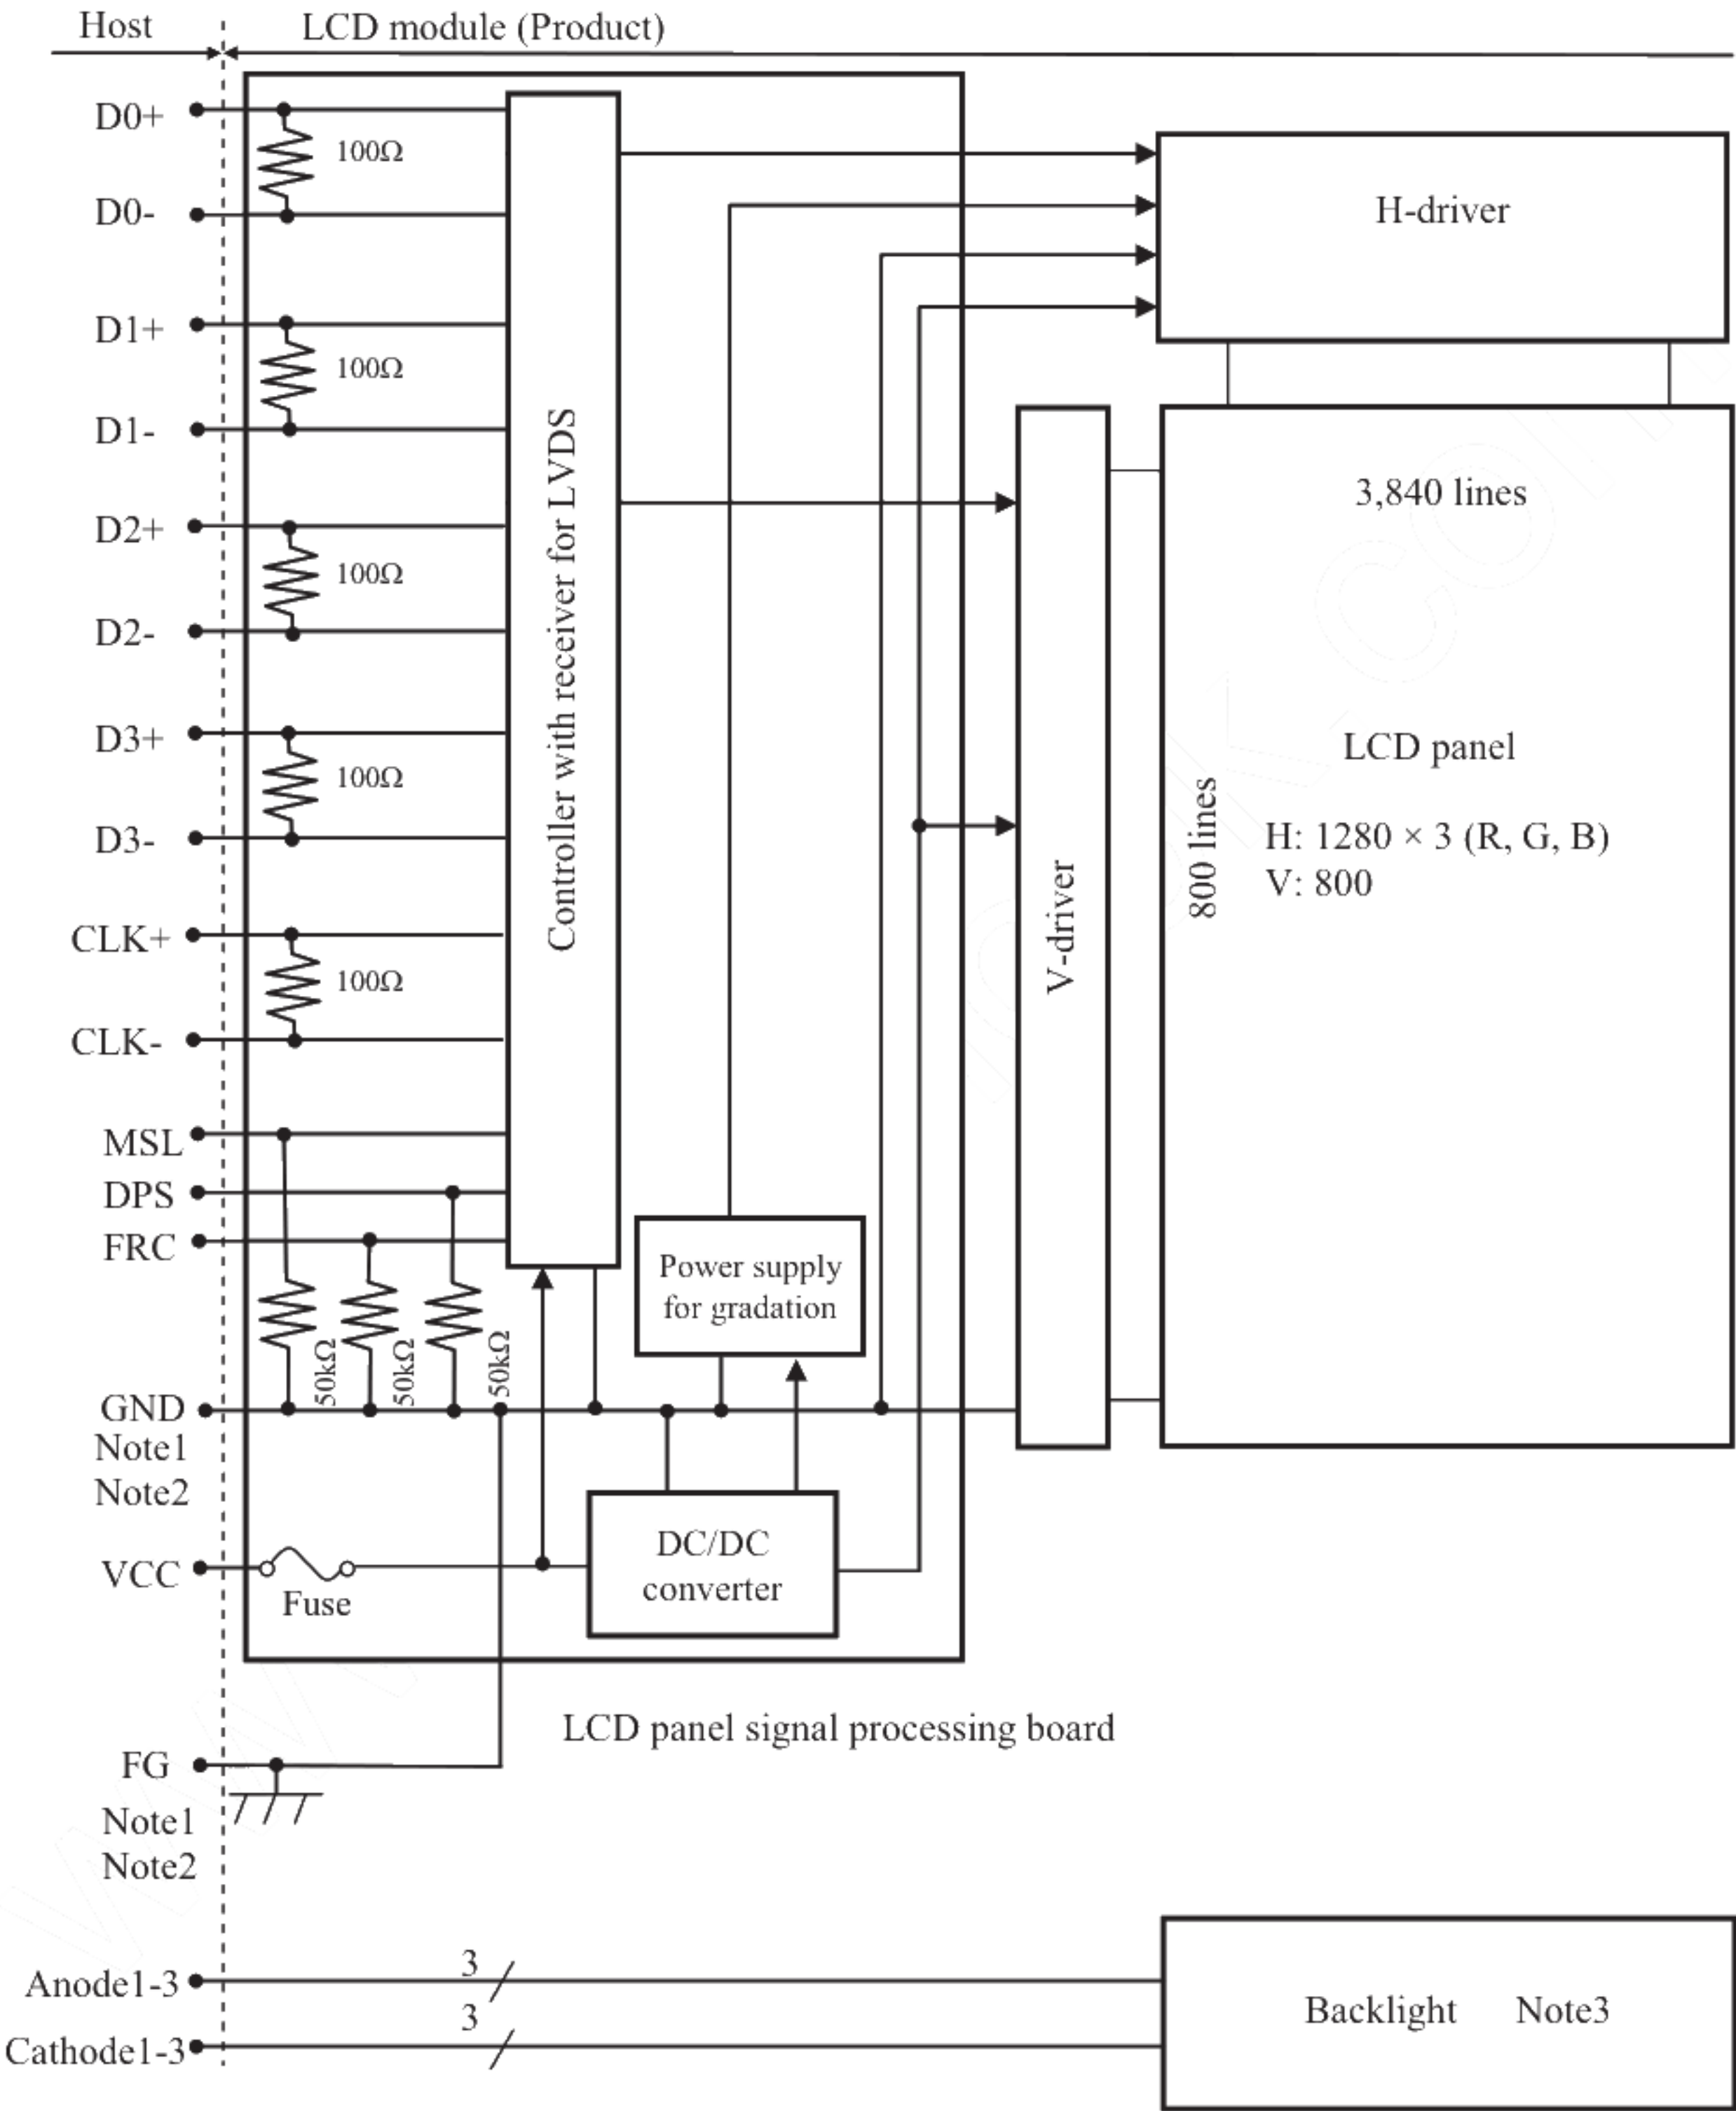 Host
LCD module (Product)
D0+
100Ω
D0-
H-driver
D1+
100Ω
D1-
3,840 lines
D2+
100Ω
D2-
Controller with receiver for LVDS
D3+
100Ω
D3-
LCD panel
800 lines
H: 1280 × 3 (R, G, B)
V: 800
V-driver
CLK+
100Ω
CLK-
MSL
DPS
FRC
Power supply
for gradation
50kΩ
50kΩ
50kΩ
GND
Note1
Note2
DC/DC
converter
VCC
Fuse
LCD panel signal processing board
FG
Note1
Note2
3
Anode1-3
3
Cathode1-3
Backlight Note3